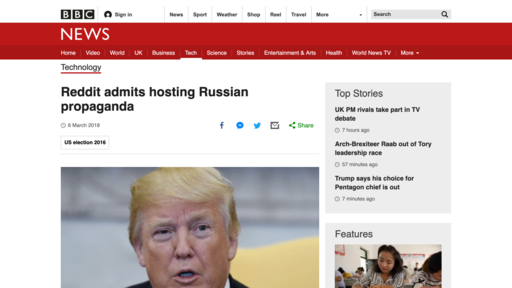 BBC Sign in News Sport Weather Shop Reel Travel More Search
NEWS
Home Video World UK Business Tech Science Stories Entertainment & Arts Health World News TV More
Technology
Reddit admits hosting Russian
propaganda
6 March 2018
Share
US election 2016
Top Stories
UK PM rivals take part in TV
debate
7 hours ago
Arch-Brexiteer Raab out of Tory
leadership race
57 minutes ago
Trump says his choice for
Pentagon chief is out
7 minutes ago
Features